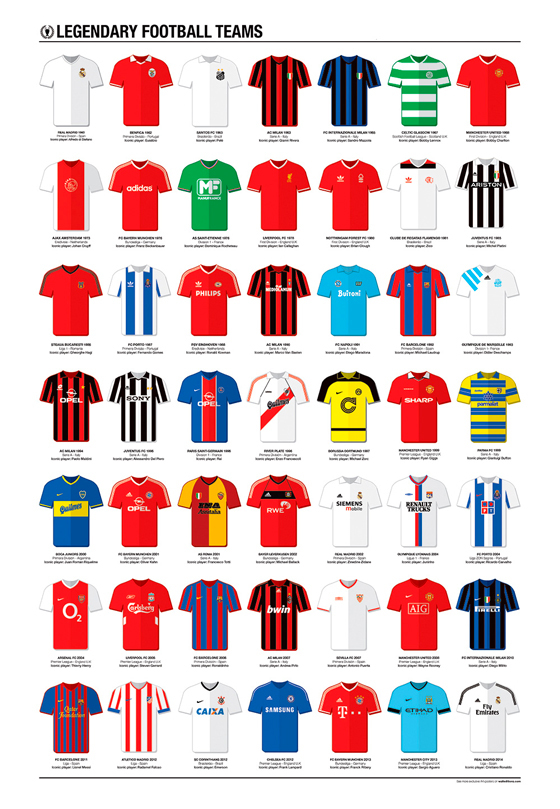 LEGENDARY FOOTBALL TEAMS
REAL MADRID 1960
Primera División - Spain
Iconic player: Alfredo di Stefano
BENFICA 1962
Primeira Divisão - Portugal
Iconic player: Eusébio
SANTOS FC 1963
Brasileirão - Brazil
Iconic player: Pelé
AC MILAN 1963
Serie A - Italy
Iconic player: Gianni Rivera
FC INTERNAZIONALE MILAN 1965
Serie A - Italy
Iconic player: Sandro Mazzola
CELTIC GLASGOW 1967
Iconic player: Bobby Lennox
MANCHESTER UNITED 1968
First Division - England U.K
Iconic player: Bobby Charlton
adidas
MF
MANUFRANCE
ARISTON
AJAX AMSTERDAM 1972
Eredivisie - Netherlands
Iconic player: Johan Cruyff
FC BAYERN MUNCHEN 1976
Bundesliga - Germany
Iconic player: Franz Beckenbauer
AS SAINT-ETIENNE 1976
Division 1 - France
Iconic player: Dominique Rocheteau
LIVERPOOL FC 1978
First Division - England U.K
Iconic player: Ian Callaghan
NOTTINGHAM FOREST FC 1980
First Division - England U.K
Iconic player: Brian Clough
CLUBE DE REGATAS FLAMENGO 1981
Brasileirão - Brazil
Iconic player: Zico
JUVENTUS FC 1985
Serie A - Italy
Iconic player: Michel Platini
PHILIPS
MEDIOLANUM
Buitoni
STEAUA BUCAREST 1986
Liga 1 - Romania
Iconic player: Gheorghe Hagi
FC PORTO 1987
Primeira Divisão - Portugal
Iconic player: Fernando Gomes
PSV EINDHOVEN 1988
Eredivisie - Netherlands
Iconic player: Ronald Koeman
AC MILAN 1990
Serie A - Italy
Iconic player: Marco Van Basten
FC NAPOLI 1991
Serie A - Italy
Iconic player: Diego Maradona
FC BARCELONE 1992
Primera División - Spain
Iconic player: Michael Laudrup
OLYMPIQUE DE MARSEILLE 1993
Division 1 - France
Iconic player: Didier Deschamps
OPEL
SONY
OPEL
Quilmes
SHARP
parmalat
AC MILAN 1994
Serie A - Italy
Iconic player: Paolo Maldini
JUVENTUS FC 1996
Serie A - Italy
Iconic player: Alessandro Del Piero
PARIS SAINT-GERMAIN 1996
Division 1 - France
Iconic player: Raí
RIVER PLATE 1996
Primera División - Argentina
Iconic player: Enzo Francescoli
BORUSSIA DORTMUND 1997
Bundesliga - Germany
Iconic player: Michael Zorc
MANCHESTER UNITED 1999
Premier League - England U.K
Iconic player: Ryan Giggs
PARMA FC 1999
Serie A - Italy
Iconic player: Gianluigi Buffon
Quilmes
OPEL
INA
Assitalia
RWE
SIEMENS
mobile
RENAULT
TRUCKS
BOCA JUNIORS 2000
Primera División - Argentina
Iconic player: Juan Roman Riquelme
FC BAYERN MUNCHEN 2001
Bundesliga - Germany
Iconic player: Oliver Kahn
AS ROMA 2001
Serie A - Italy
Iconic player: Francesco Totti
BAYER LEVERKUSEN 2002
Bundesliga - Germany
Iconic player: Michael Ballack
REAL MADRID 2002
Primera División - Spain
Iconic player: Zinedine Zidane
OLYMPIQUE LYONNAIS 2004
Ligue 1 - France
Iconic player: Juninho
FC PORTO 2004
Iconic player: Ricardo Carvalho
O2
Carlsberg
bwin
AIG
PIRELLI
ARSENAL FC 2004
Premier League - England U.K
Iconic player: Thierry Henry
LIVERPOOL FC 2005
Premier League - England U.K
Iconic player: Steven Gerrard
FC BARCELONE 2006
Primera División - Spain
Iconic player: Ronaldinho
AC MILAN 2007
Serie A - Italy
Iconic player: Andrea Pirlo
SEVILLA FC 2007
Primera División - Spain
Iconic player: Antonio Puerta
MANCHESTER UNITED 2008
Premier League - England U.K
Iconic player: Wayne Rooney
FC INTERNAZIONALE MILAN 2010
Serie A - Italy
Iconic player: Diego Milito
Qatar
Foundation
CAIXA
SAMSUNG
T
ETIHAD
Fly
Emirates
FC BARCELONE 2011
Liga - Spain
Iconic player: Lionel Messi
ATLETICO MADRID 2012
Liga - Spain
Iconic player: Radamel Falcao
SC CORINTHIANS 2012
Brasileirão - Brazil
Iconic player: Emerson
CHELSEA FC 2012
Premier League - England U.K
Iconic player: Frank Lampard
FC BAYERN MUNCHEN 2013
Bundesliga - Germany
Iconic player: Franck Ribery
MANCHESTER CITY 2013
Premier League - England U.K
Iconic player: Sergio Agüero
REAL MADRID 2014
Liga - Spain
Iconic player: Cristiano Ronaldo